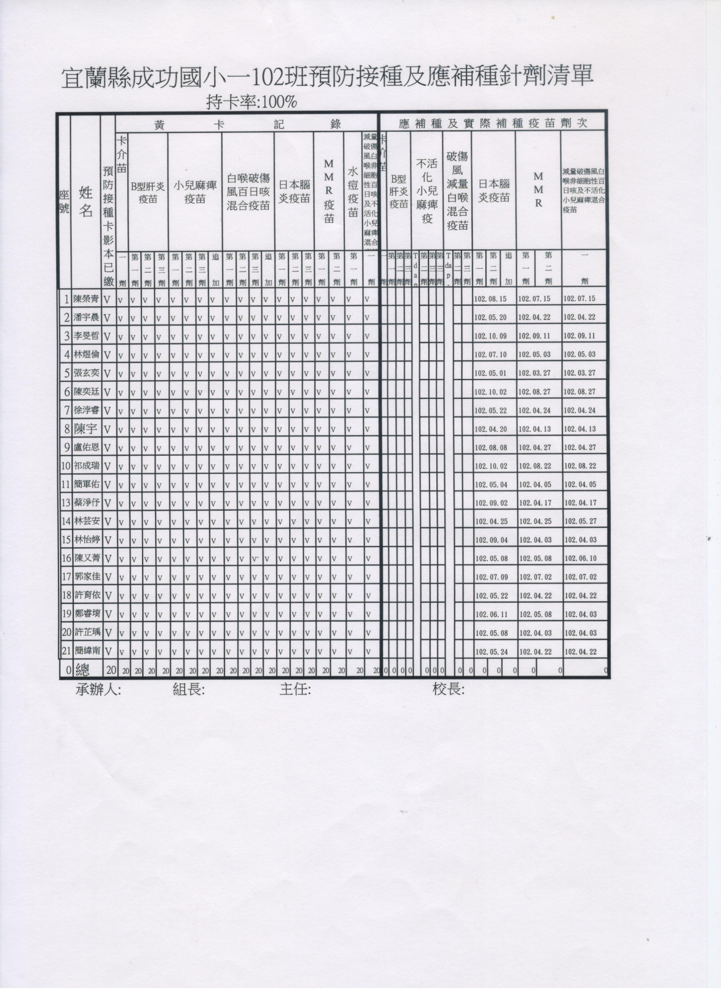 宜蘭縣成功國小一102班預防接種及應補種針劑清單
持卡率:100%
座號 姓名 預防接種卡影本已繳 黃卡記錄 應補種及實際補種疫苗劑次
卡介苗 B型肝炎疫苗 小兒麻痺疫苗 白喉破傷風百日咳混合疫苗 日本腦炎疫苗 MMR疫苗 水痘疫苗 減量破傷風白喉非細胞性百日咳及不活化小兒麻痺混合 卡介苗 B型肝炎疫苗 不活化小兒麻痺疫 破傷風減量白喉混合疫苗 日本腦炎疫苗 MMR 減量破傷風白喉非細胞性百日咳及不活化小兒麻痺混合疫苗
一劑 第一劑 第二劑 第三劑 第一劑 第二劑 第三劑 追加 第一劑 第二劑 第三劑 追加 第一劑 第二劑 第三劑 第一劑 第二劑 第一劑 一劑 一劑 第一劑 第二劑 第三劑 Tdap 第二劑 第三劑 第三劑 Tdap- 第二劑 第三劑 第一劑 第二劑 追加 第一劑 第二劑 一劑
1 陳榮青 V V V V V V V V V V V V V V V V V V V V 102.08.15 102.07.15 102.07.15
2 潘宇晨 V V V V V V V V V V V V V V V V V V V V 102.05.20 102.04.22 102.04.22
3 李旻哲 V V V V V V V V V V V V V V V V V V V V 102.10.09 102.09.11 102.09.11
4 林煜倫 V V V V V V V V V V V V V V V V V V V V 102.07.10 102.05.03 102.05.03
5 張玄奕 V V V V V V V V V V V V V V V V V V V V 102.05.01 102.03.27 102.03.27
6 陳奕廷 V V V V V V V V V V V V V V V V V V V V 102.10.02 102.08.27 102.08.27
7 徐浡睿 V V V V V V V V V V V V V V V V V V V V 102.05.22 102.04.24 102.04.24
8 陳宇 V V V V V V V V V V V V V V V V V V V V 102.04.20 102.04.13 102.04.13
9 盧佑恩 V V V V V V V V V V V V V V V V V V V V 102.08.08 102.04.27 102.04.27
10 祁成瑞 V V V V V V V V V V V V V V V V V V V V 102.10.02 102.08.22 102.08.22
11 簡軍佑 V V V V V V V V V V V V V V V V V V V V 102.05.04 102.04.05 102.04.05
13 蔡淨伃 V V V V V V V V V V V V V V V V V V V V 102.09.02 102.04.17 102.04.17
14 林芸安 V V V V V V V V V V V V V V V V V V V V 102.04.25 102.04.25 102.05.27
15 林怡婷 V V V V V V V V V V V V V V V V V V V V 102.09.04 102.04.03 102.04.03
16 陳又菁 V V V V V V V V V V V V V V V V V V V V 102.05.08 102.05.08 102.06.10
17 郭家佳 V V V V V V V V V V V V V V V V V V V V 102.07.09 102.07.02 102.07.02
18 許育依 V V V V V V V V V V V V V V V V V V V V 102.05.22 102.04.22 102.04.22
19 鄭睿堉 V V V V V V V V V V V V V V V V V V V V 102.06.11 102.05.08 102.04.03
20 許芷瑀 V V V V V V V V V V V V V V V V V V V V 102.05.08 102.04.03 102.04.03
21 簡緯甯 V V V V V V V V V V V V V V V V V V V V 102.05.24 102.04.22 102.04.22
0 總 20 20 20 20 20 20 20 20 20 20 20 20 20 20 20 20 20 20 20 20 0 0 0 0 0 0 0 0 0 0 0 0 0 0 0
承辦人: 組長: 主任: 校長: